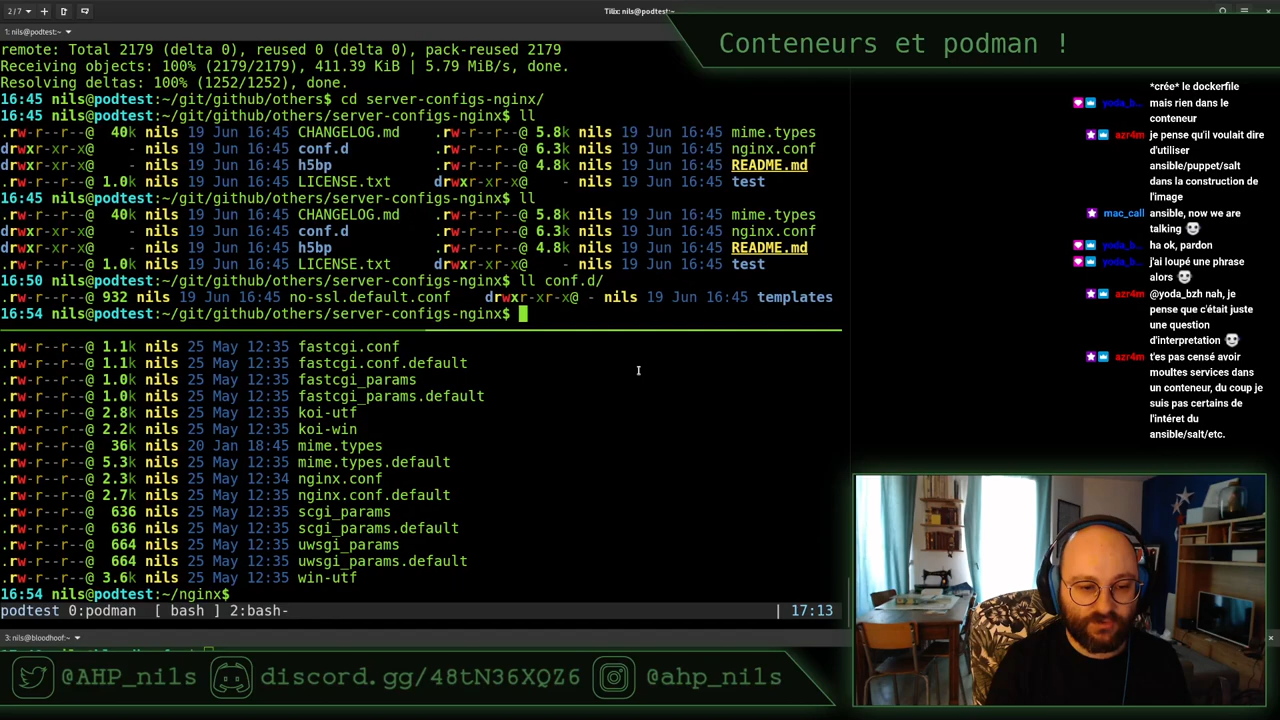 2/7
Tilix: nils@podtest:~
1: nils@podtest:~
Conteneurs et podman !
remote: Total 2179 (delta 0), reused 0 (delta 0), pack-reused 2179
Receiving objects: 100% (2179/2179), 411.39 KiB | 5.79 MiB/s, done.
Resolving deltas: 100% (1252/1252), done.
16:45 nils@podtest:~/git/github/others$ cd server-configs-nginx/
16:45 nils@podtest:~/git/github/others/server-configs-nginx$ ll
.rw-r--r--@ 40k nils 19 Jun 16:45 CHANGELOG.md .rw-r--r--@ 5.8k nils 19 Jun 16:45 mime.types
drwxr-xr-x@ - nils 19 Jun 16:45 conf.d .rw-r--r--@ 6.3k nils 19 Jun 16:45 nginx.conf
drwxr-xr-x@ - nils 19 Jun 16:45 h5bp .rw-r--r--@ 4.8k nils 19 Jun 16:45 README.md
.rw-r--r--@ 1.0k nils 19 Jun 16:45 LICENSE.txt drwxr-xr-x@ - nils 19 Jun 16:45 test
16:45 nils@podtest:~/git/github/others/server-configs-nginx$ ll
.rw-r--r--@ 40k nils 19 Jun 16:45 CHANGELOG.md .rw-r--r--@ 5.8k nils 19 Jun 16:45 mime.types
drwxr-xr-x@ - nils 19 Jun 16:45 conf.d .rw-r--r--@ 6.3k nils 19 Jun 16:45 nginx.conf
drwxr-xr-x@ - nils 19 Jun 16:45 h5bp .rw-r--r--@ 4.8k nils 19 Jun 16:45 README.md
.rw-r--r--@ 1.0k nils 19 Jun 16:45 LICENSE.txt drwxr-xr-x@ - nils 19 Jun 16:45 test
16:50 nils@podtest:~/git/github/others/server-configs-nginx$ ll conf.d/
.rw-r--r--@ 932 nils 19 Jun 16:45 no-ssl.default.conf drwxr-xr-x@ - nils 19 Jun 16:45 templates
16:54 nils@podtest:~/git/github/others/server-configs-nginx$
.rw-r--r--@ 1.1k nils 25 May 12:35 fastcgi.conf
.rw-r--r--@ 1.1k nils 25 May 12:35 fastcgi.conf.default
.rw-r--r--@ 1.0k nils 25 May 12:35 fastcgi_params
.rw-r--r--@ 1.0k nils 25 May 12:35 fastcgi_params.default
.rw-r--r--@ 2.8k nils 25 May 12:35 koi-utf
.rw-r--r--@ 2.2k nils 25 May 12:35 koi-win
.rw-r--r--@ 36k nils 20 Jan 18:45 mime.types
.rw-r--r--@ 5.3k nils 25 May 12:35 mime.types.default
.rw-r--r--@ 2.3k nils 25 May 12:34 nginx.conf
.rw-r--r--@ 2.7k nils 25 May 12:35 nginx.conf.default
.rw-r--r--@ 636 nils 25 May 12:35 scgi_params
.rw-r--r--@ 636 nils 25 May 12:35 scgi_params.default
.rw-r--r--@ 664 nils 25 May 12:35 uwsgi_params
.rw-r--r--@ 664 nils 25 May 12:35 uwsgi_params.default
.rw-r--r--@ 3.6k nils 25 May 12:35 win-utf
16:54 nils@podtest:~/nginx$
podtest 0:podman [ bash ] 2:bash- | 17:13
3: nils@bloodhoof:~
*crée* le dockerfile
yoda_b... mais rien dans le
conteneur
azr4m je pense qu'il voulait dire
d'utiliser
ansible/puppet/salt
dans la construction de
l'image
mac_call ansible, now we are
talking
yoda_b... ha ok, pardon
yoda_b... j'ai loupé une phrase
alors
azr4m @yoda_bzh nah, je
pense que c'était juste
une question
d'interpretation
azr4m t'es pas censé avoir
moultes services dans
un conteneur, du coup je
suis pas certains de
l'intéret du
ansible/salt/etc.
@AHP_nils
discord.gg/48tN36XQZ6
@ahp_nils